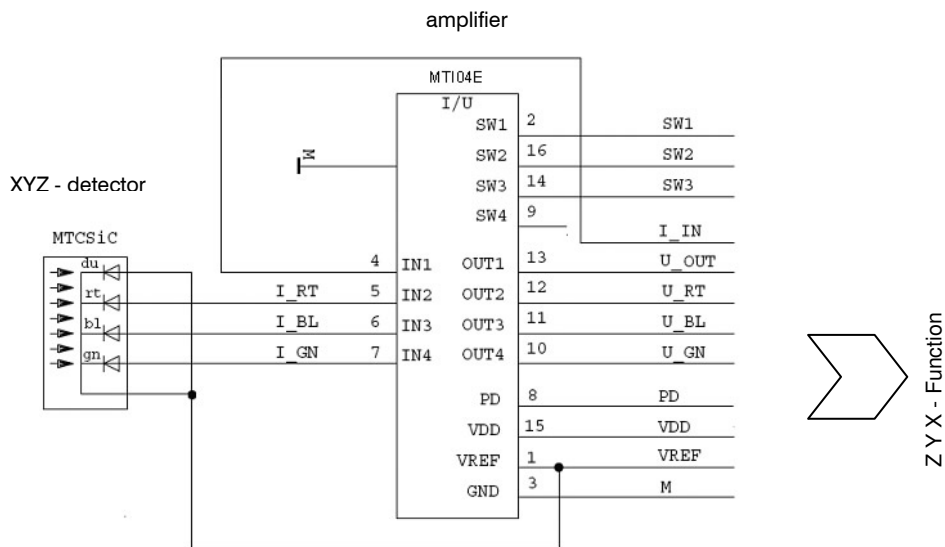 amplifier
MTI04E
I/U
SW1 2 SW1
SW2 16 SW2
M
SW3 14 SW3
XYZ - detector
SW4 9
I_IN
MTCSiC
du 4 IN1 OUT1 13 U_OUT
rt I_RT 5 IN2 OUT2 12 U_RT
bl I_BL 6 IN3 OUT3 11 U_BL
gn I_GN 7 IN4 OUT4 10 U_GN
PD 8 PD
VDD 15 VDD
VREF 1 VREF
GND 3 M
Z Y X - Function